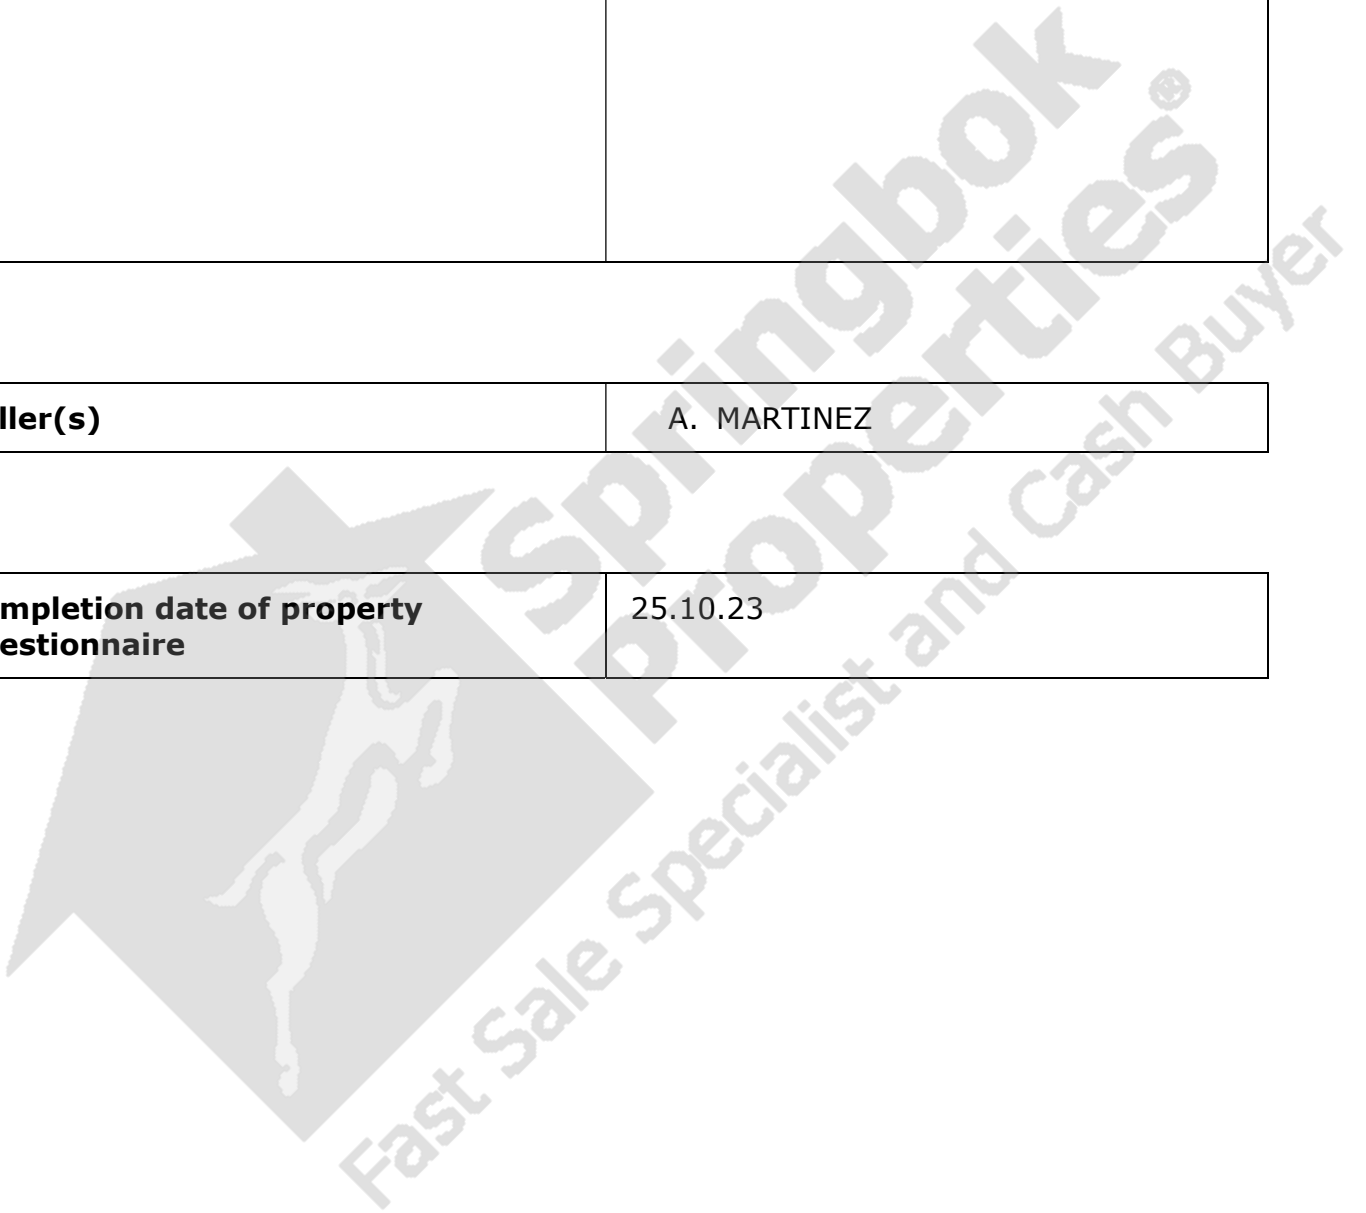 ller(s)
A. MARTINEZ
mpletion date of property
estionnaire
25.10.23
Springbok
Properties®
Fast Sale Specialist and Cash Buyer